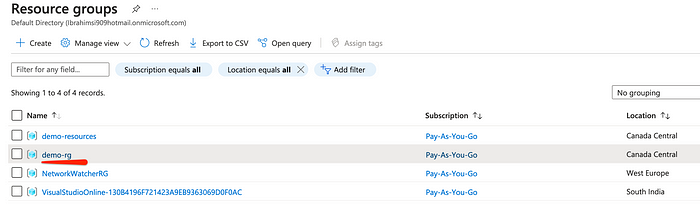 Resource groups
Default Directory (Ibrahimsi909hotmail.onmicrosoft.com)
Create Manage view Refresh Export to CSV Open query Assign tags
Filter for any field... Subscription equals all Location equals all Add filter
Showing 1 to 4 of 4 records. No grouping
Name Subscription Location
demo-resources Pay-As-You-Go Canada Central
demo-rg Pay-As-You-Go Canada Central
NetworkWatcherRG Pay-As-You-Go West Europe
VisualStudioOnline-130B4196F721423A9EB9363069D0F0AC Pay-As-You-Go South India